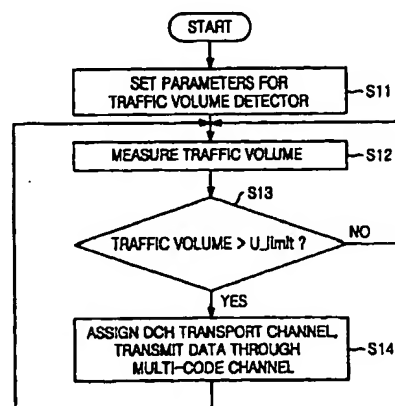 START
SET PARAMETERS FOR
TRAFFIC VOLUME DETECTOR
S11
MEASURE TRAFFIC VOLUME
S12
S13
TRAFFIC VOLUME > U_limit ?
NO
YES
ASSIGN DCH TRANSPORT CHANNEL,
TRANSMIT DATA THROUGH
MULTI-CODE CHANNEL
S14